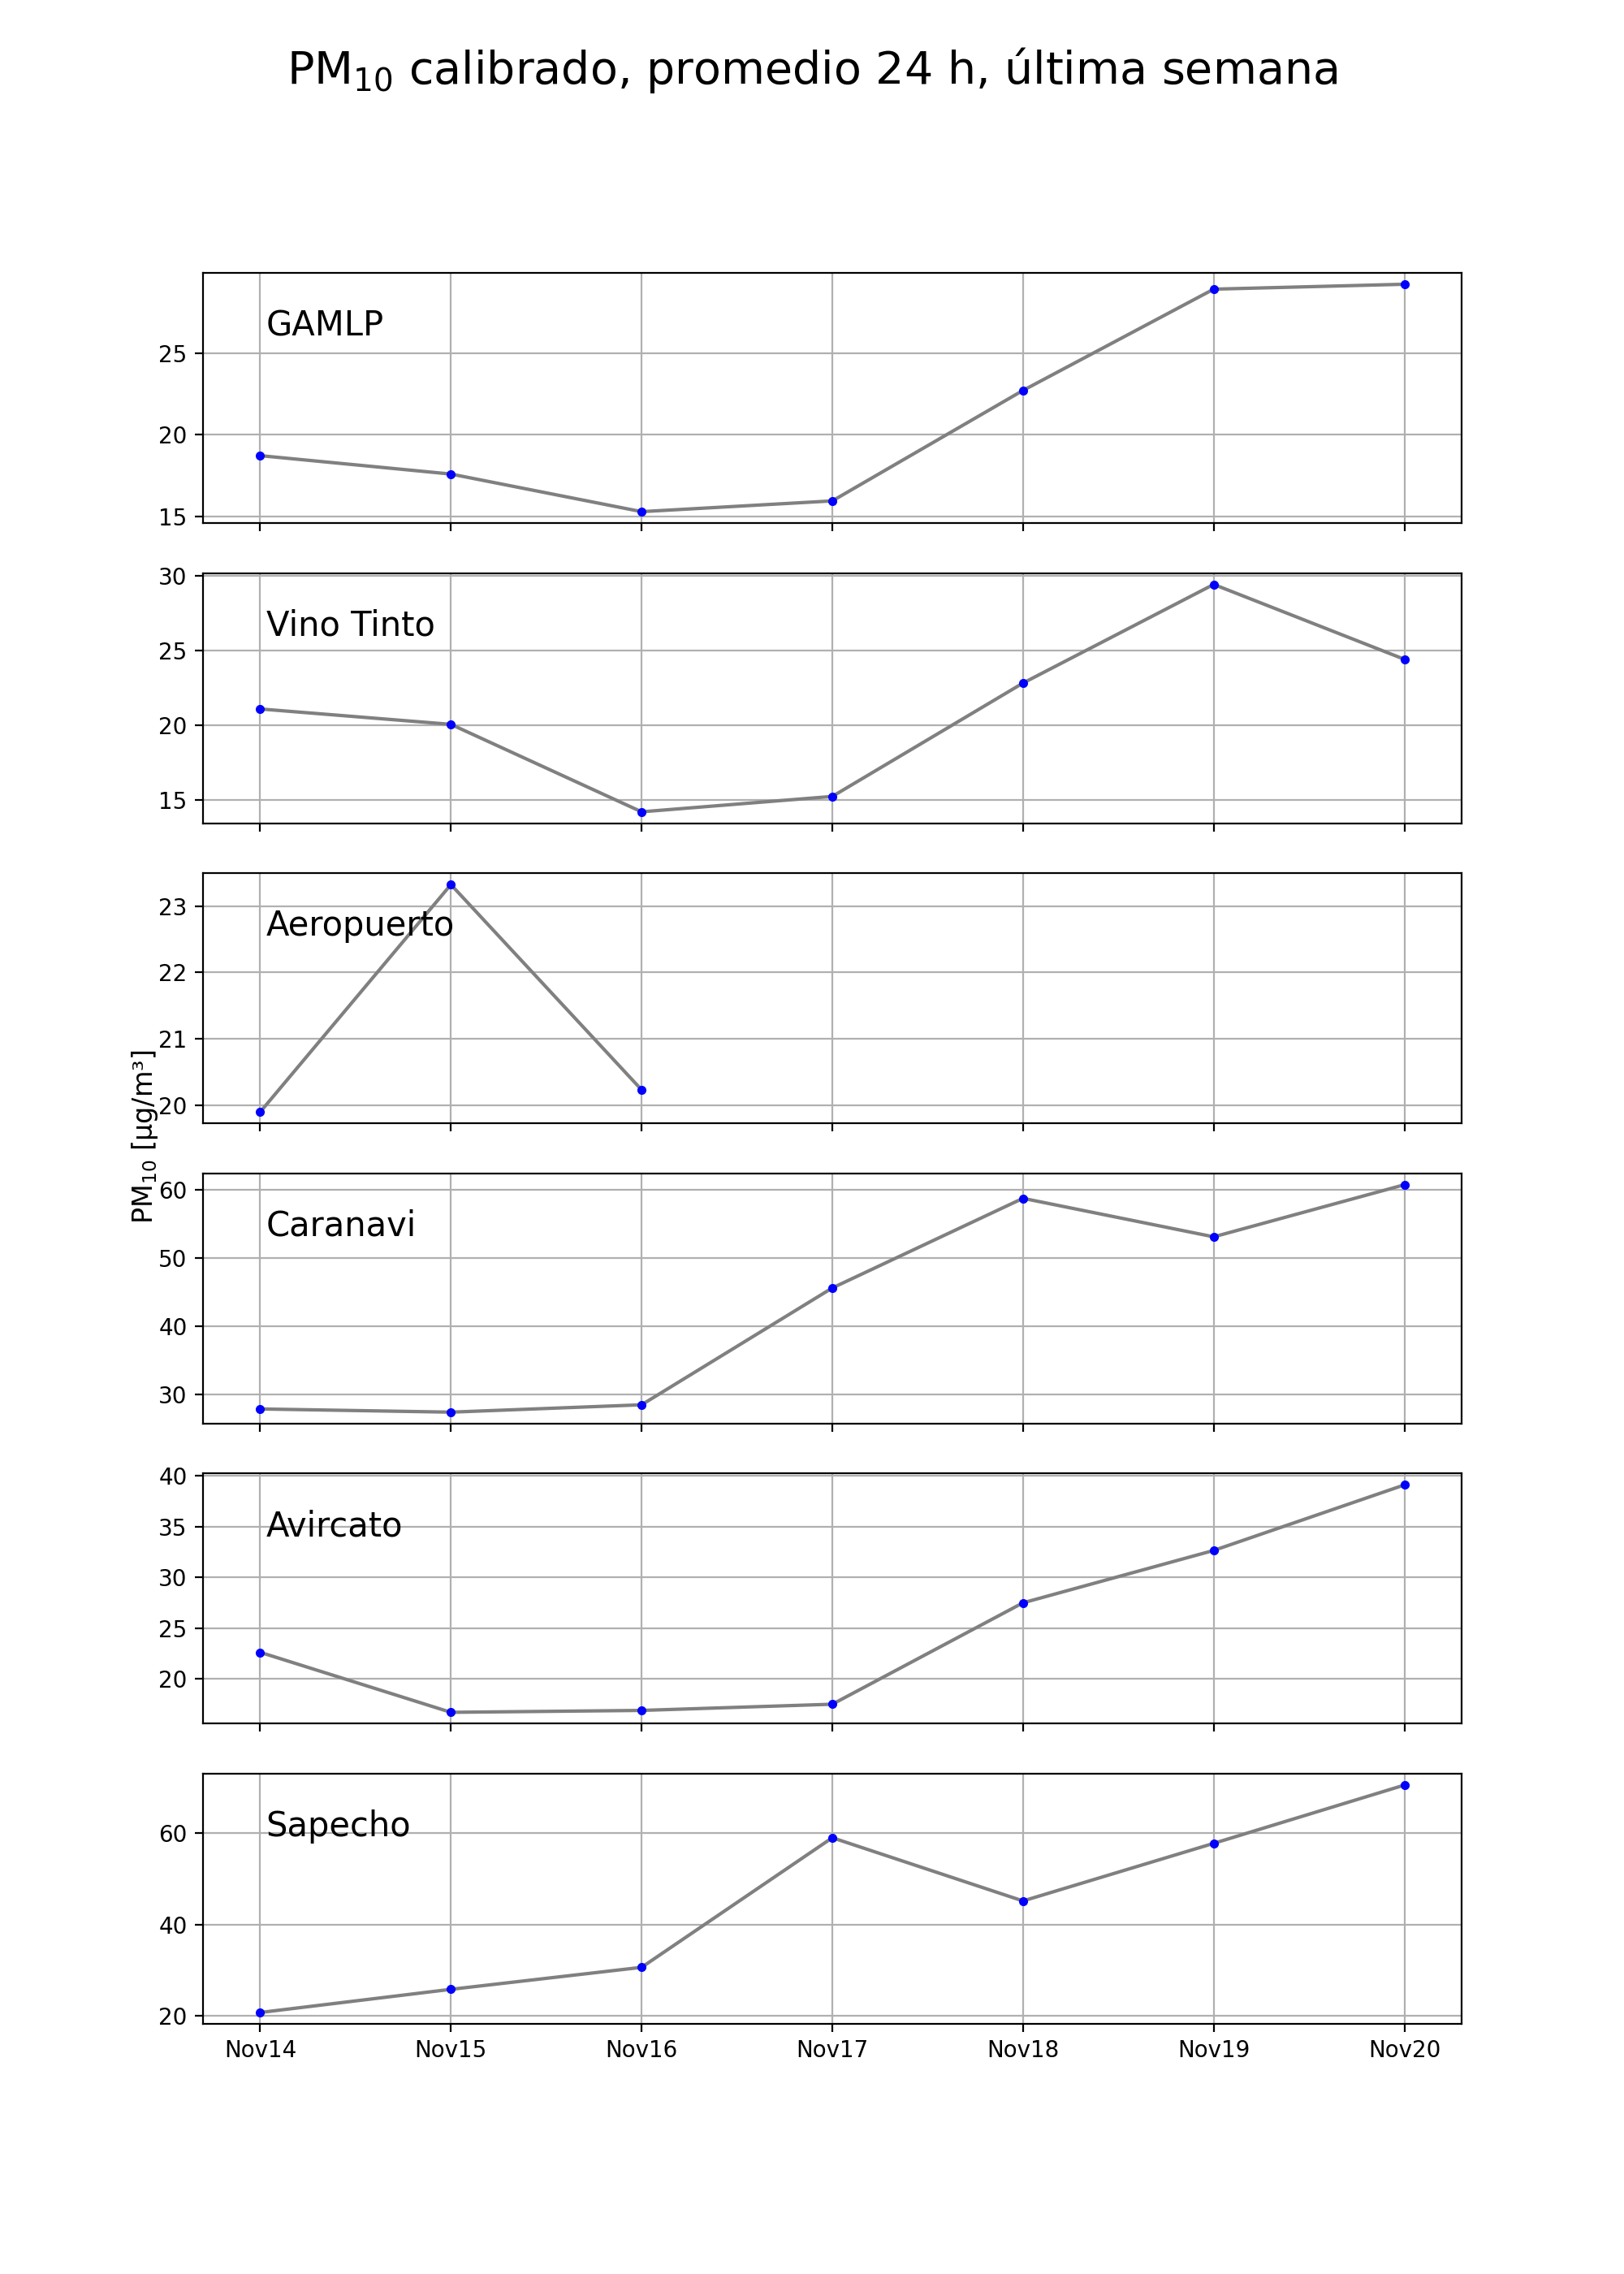 PM₁₀ calibrado, promedio 24 h, última semana
GAMLP
25
20
15
Vino Tinto
30
25
20
15
Aeropuerto
23
22
21
20
PM₁₀ [µg/m³]
Caranavi
60
50
40
30
Avircato
40
35
30
25
20
Sapecho
60
40
20
Nov14 Nov15 Nov16 Nov17 Nov18 Nov19 Nov20